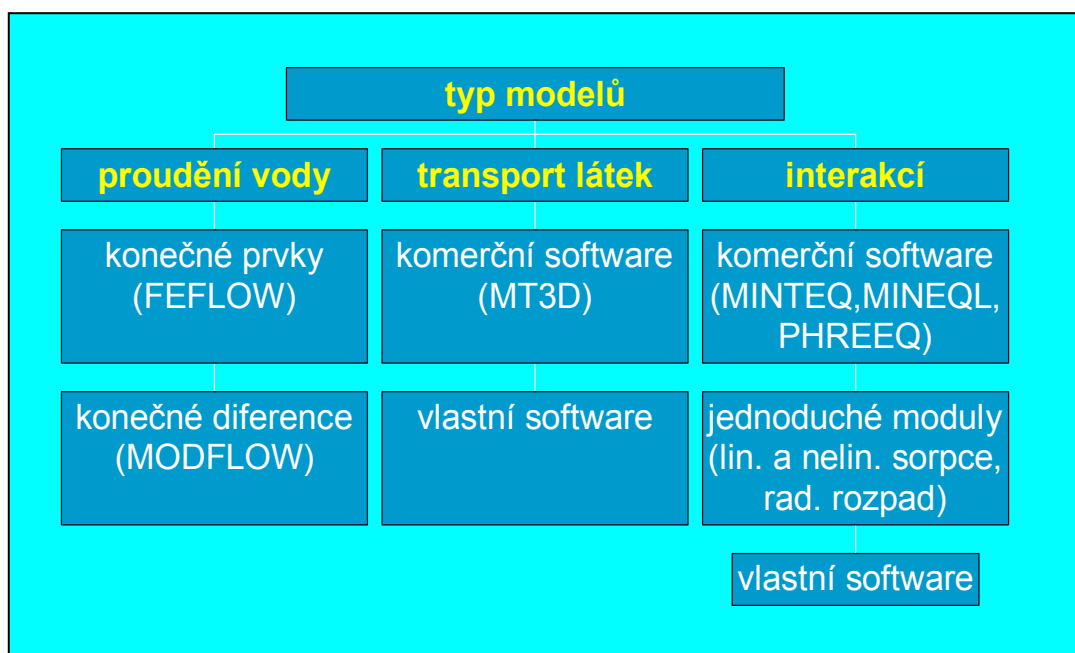 typ modelů
proudění vody
transport látek
interakcí
konečné prvky
(FEFLOW)
komerční software
(MT3D)
komerční software
(MINTEQ,MINEQL,
PHREEQ)
konečné diference
(MODFLOW)
vlastní software
jednoduché moduly
(lin. a nelin. sorpce,
rad. rozpad)
vlastní software